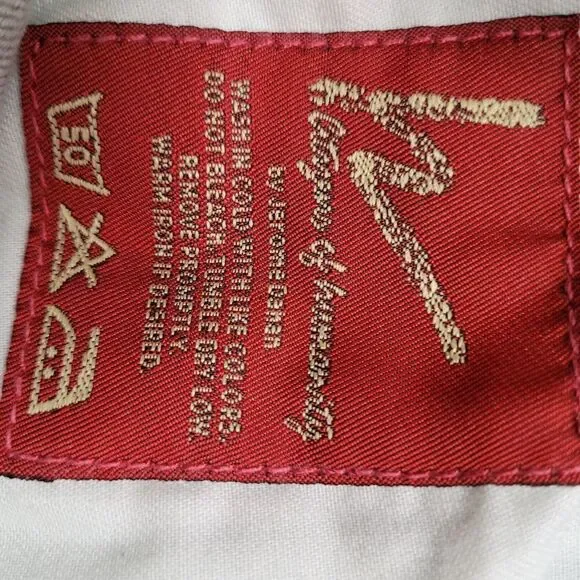 Citizens of humanity
BY Jerome Dahan
WASH IN COLD WITH LIKE COLORS.
DO NOT BLEACH TUMBLE DRY LOW.
REMOVE PROMPTLY.
WARM IRON IF DESIRED.
50